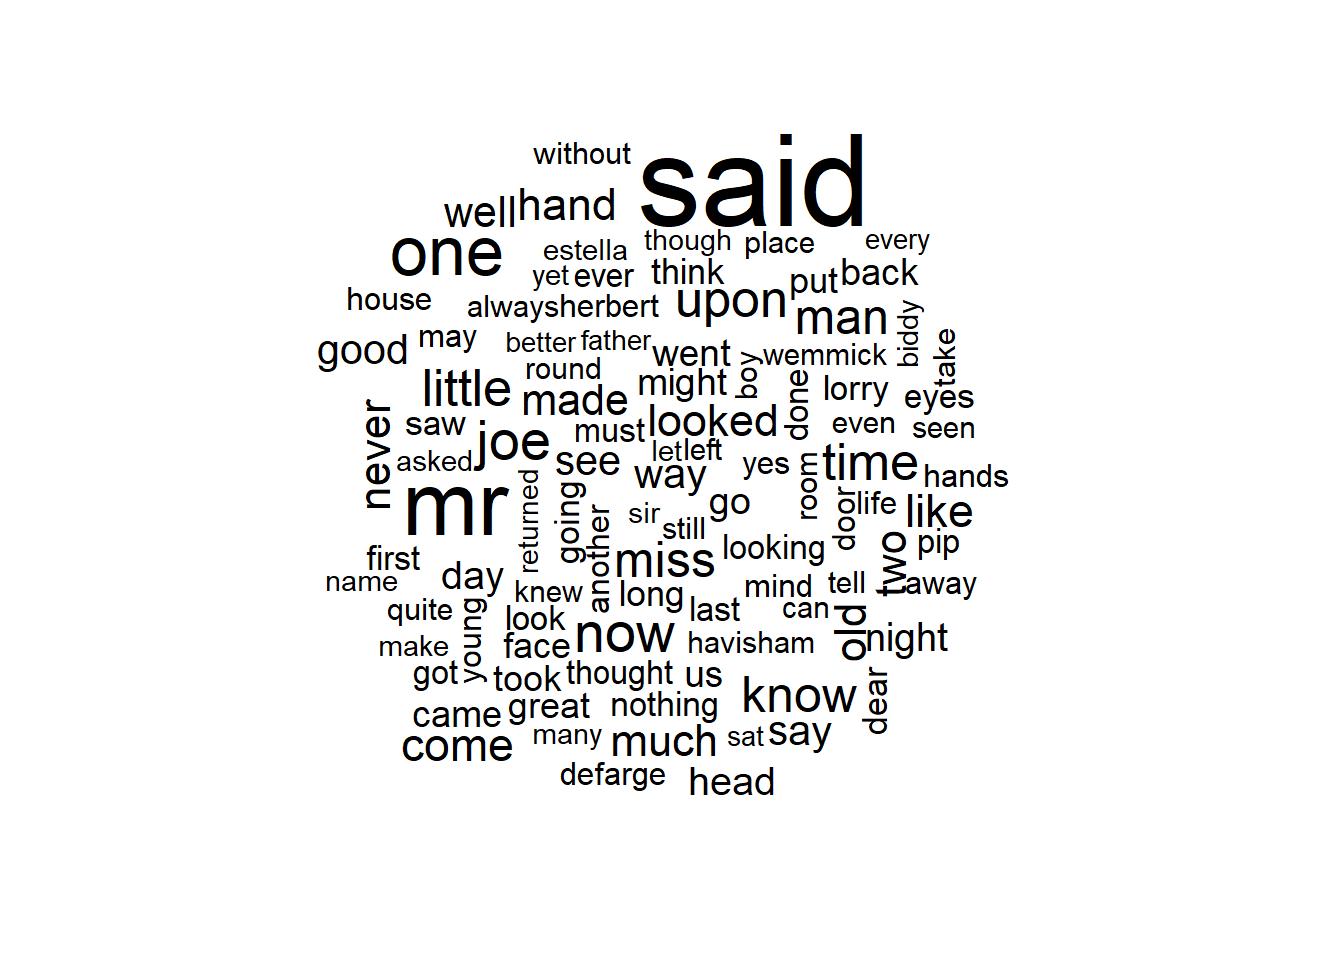 without said
well hand
one estella though place every
yet ever think put back
house always herbert upon man biddy
good may better father went boy wemmick take
round
little made might done lorry eyes
never saw joe must looked even seen
asked see let left yes time hands
mr returned going way room
another sir still go door life like
first miss looking two pip
name day knew long mind tell away
quite young look last can old
make face now havisham night
got took thought us
came great nothing know dear
come many much sat say
defarge head